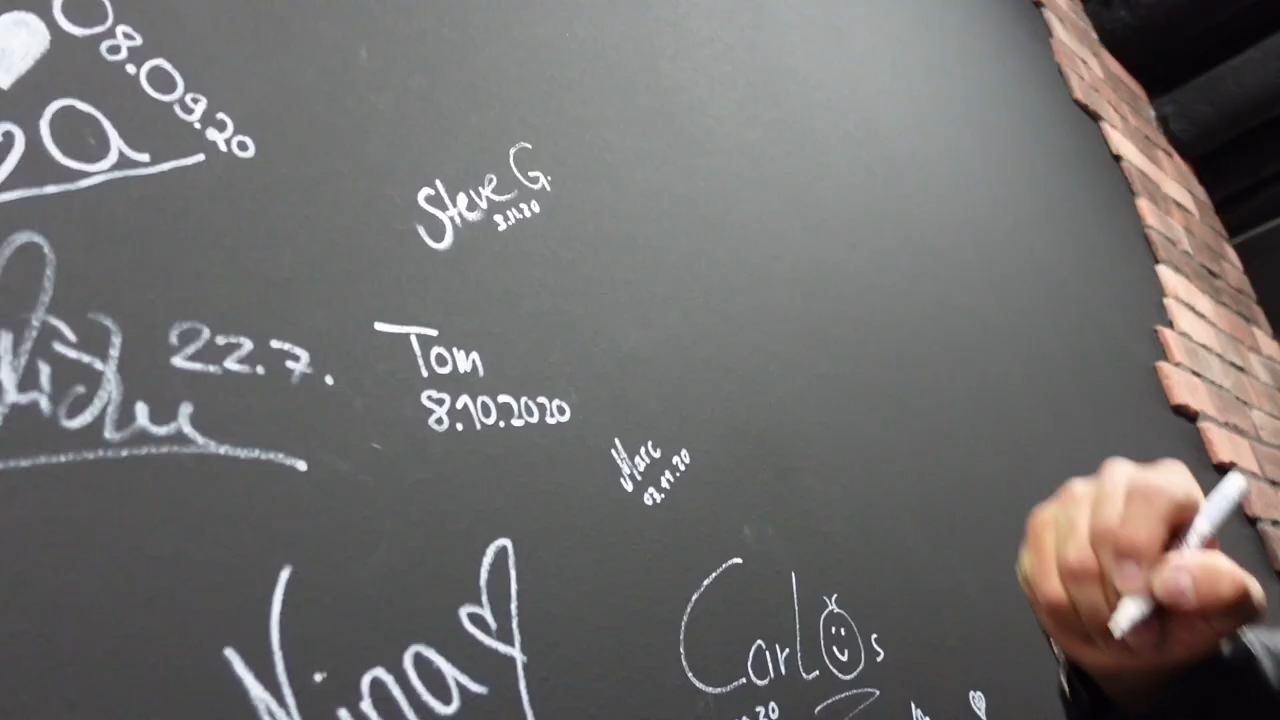 08.09.20
Steve G.
3.11.20
22.7.
Tom
8.10.2020
Marc
03.11.20
Nina
Carlos